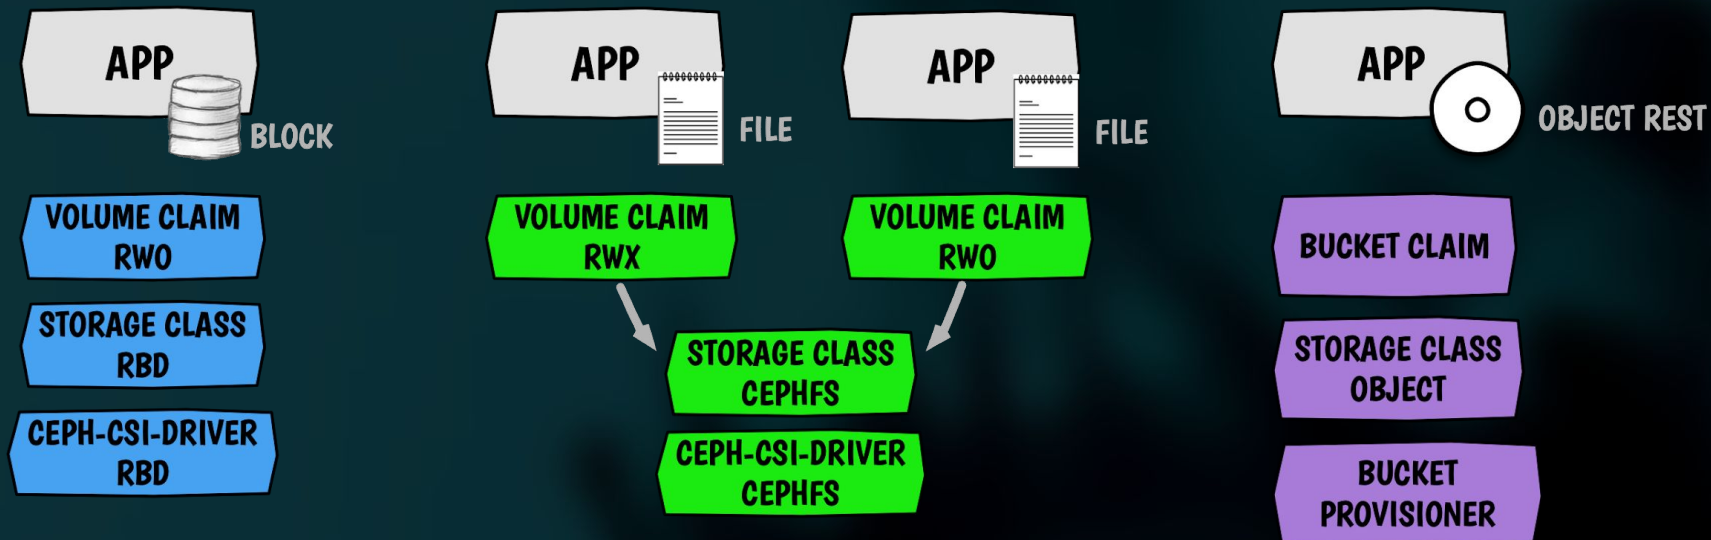 APP
BLOCK
VOLUME CLAIM
RWO
STORAGE CLASS
RBD
CEPH-CSI-DRIVER
RBD
APP
FILE
VOLUME CLAIM
RWX
APP
FILE
VOLUME CLAIM
RWO
STORAGE CLASS
CEPHFS
CEPH-CSI-DRIVER
CEPHFS
APP
OBJECT REST
BUCKET CLAIM
STORAGE CLASS
OBJECT
BUCKET
PROVISIONER